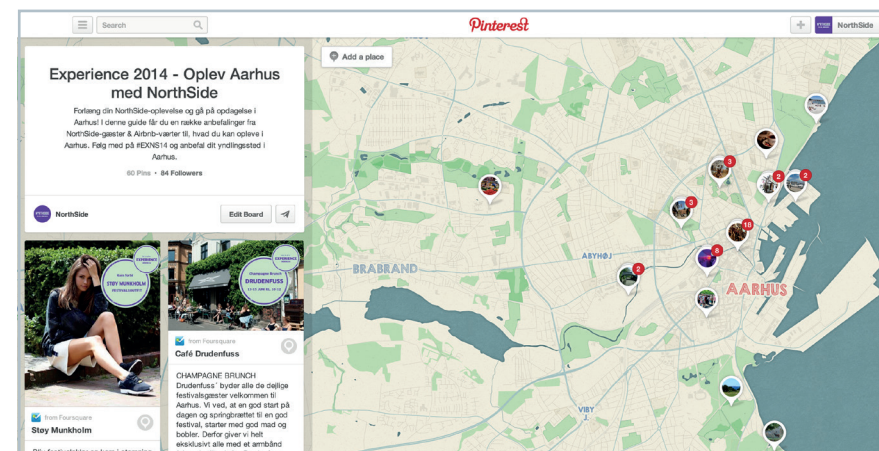 Search
Pinterest
NorthSide
Experience 2014 - Oplev Aarhus
med NorthSide
Forlæng din NorthSide-oplevelse og gå på opdagelse i
Aarhus! I denne guide får du en række anbefalinger fra
NorthSide-gæster & Airbnb-værter til, hvad du kan opleve i
Aarhus. Følg med på #EXNS14 og anbefal dit yndlingssted i
Aarhus.
60 Pins • 84 Followers
NorthSide
Edit Board
EXPERIENCE
STØY MUNKHOLM
from Foursquare
Støy Munkholm
EXPERIENCE
Champagne Brunch
DRUDENFUSS
from Foursquare
Café Drudenfuss
CHAMPAGNE BRUNCH
Drudenfuss´ byder alle de dejlige
festivalsgæster velkommen til
Aarhus. Vi ved, at en god start på
dagen og springbrættet til en god
festival, starter med god mad og
bobler. Derfor giver vi helt
eksklusivt alle med et armbånd
Add a place
3
2
2
3
18
8
2
ABYHØJ
BRABRAND
AARHUS
VIBY
J.